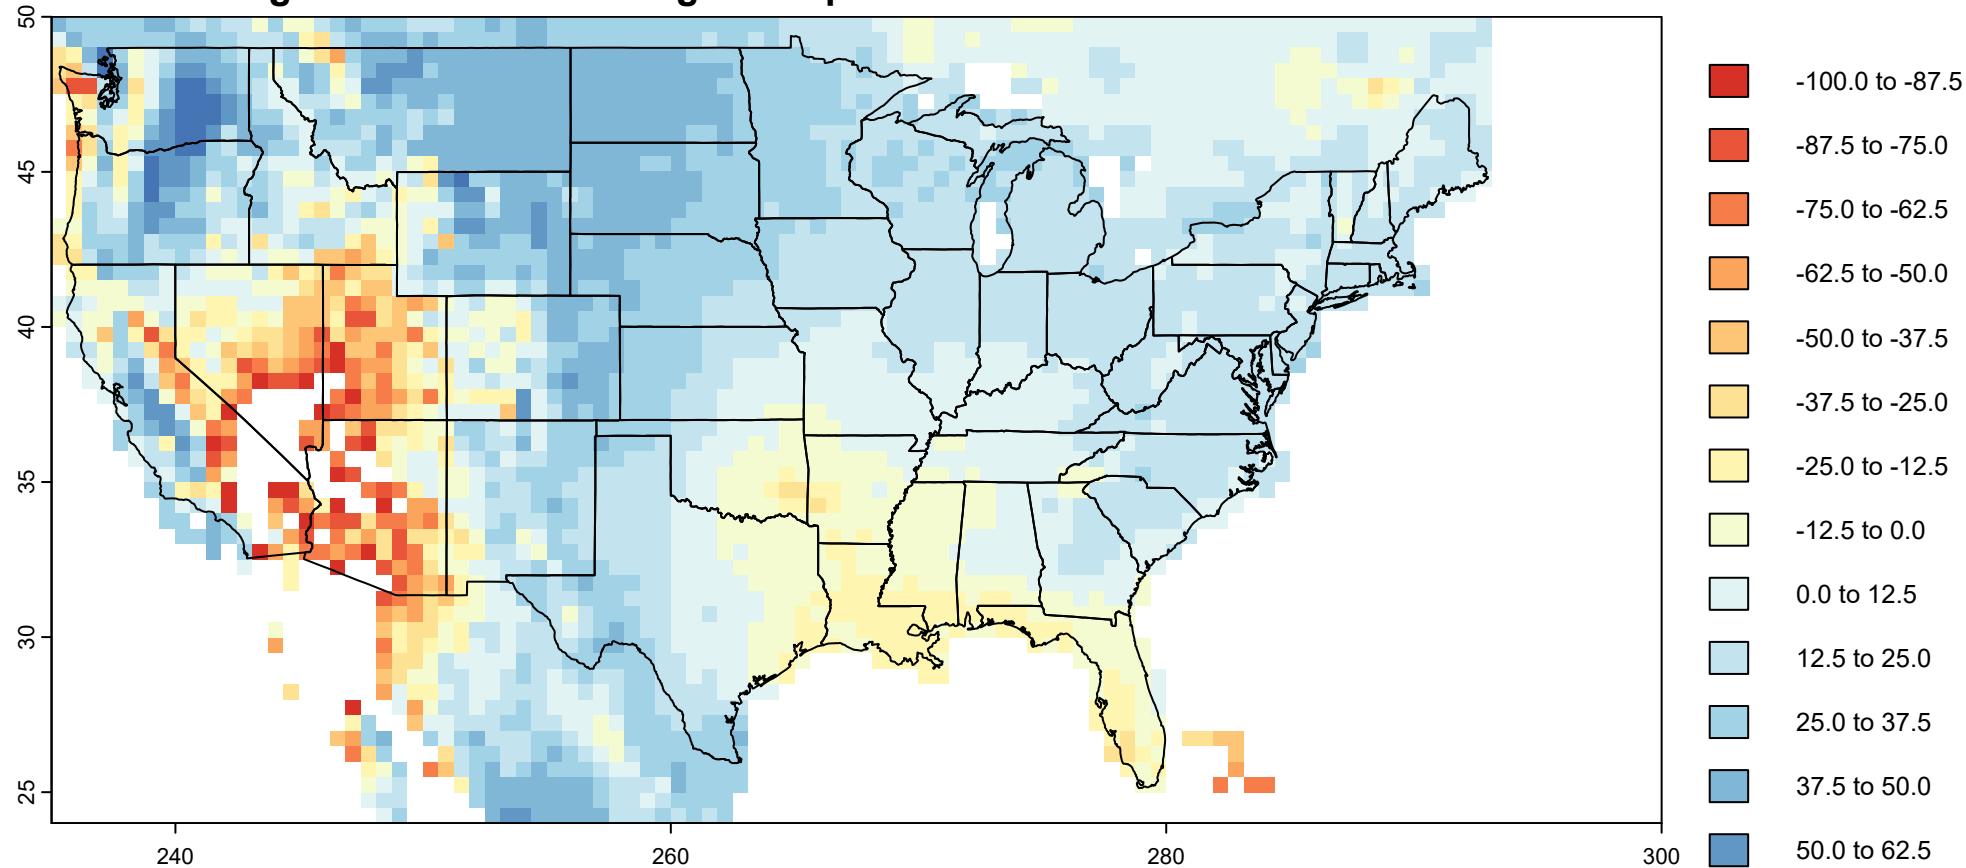 50
45
40
35
30
25
240
260
280
300
-100.0 to -87.5
-87.5 to -75.0
-75.0 to -62.5
-62.5 to -50.0
-50.0 to -37.5
-37.5 to -25.0
-25.0 to -12.5
-12.5 to 0.0
0.0 to 12.5
12.5 to 25.0
25.0 to 37.5
37.5 to 50.0
50.0 to 62.5